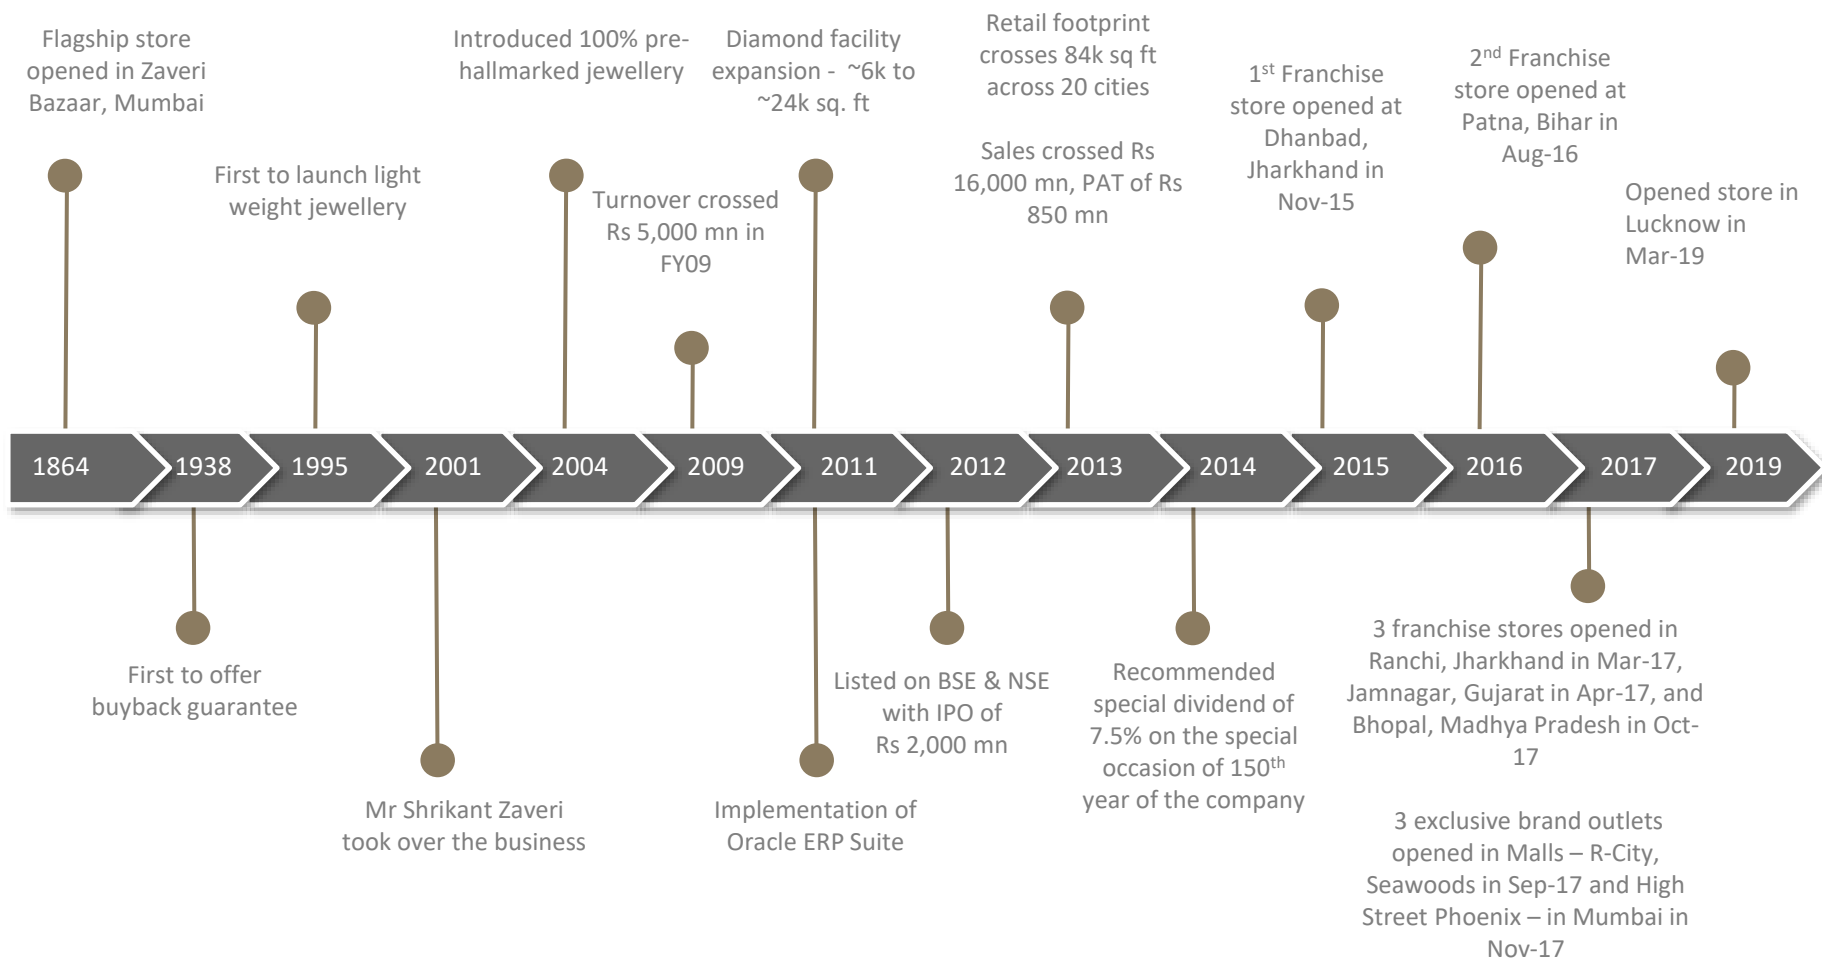 Flagship store
opened in Zaveri
Bazaar, Mumbai
First to launch light
weight jewellery
Introduced 100% pre-
hallmarked jewellery
Turnover crossed
Rs 5,000 mn in
FY09
Diamond facility
expansion - ~6k to
~24k sq. ft
Retail footprint
crosses 84k sq ft
across 20 cities
Sales crossed Rs
16,000 mn, PAT of Rs
850 mn
1st Franchise
store opened at
Dhanbad,
Jharkhand in
Nov-15
2nd Franchise
store opened at
Patna, Bihar in
Aug-16
Opened store in
Lucknow in
Mar-19
1864 1938 1995 2001 2004 2009 2011 2012 2013 2014 2015 2016 2017 2019
First to offer
buyback guarantee
Mr Shrikant Zaveri
took over the business
Implementation of
Oracle ERP Suite
Listed on BSE & NSE
with IPO of
Rs 2,000 mn
Recommended
special dividend of
7.5% on the special
occasion of 150th
year of the company
3 franchise stores opened in
Ranchi, Jharkhand in Mar-17,
Jamnagar, Gujarat in Apr-17, and
Bhopal, Madhya Pradesh in Oct-
17
3 exclusive brand outlets
opened in Malls – R-City,
Seawoods in Sep-17 and High
Street Phoenix – in Mumbai in
Nov-17